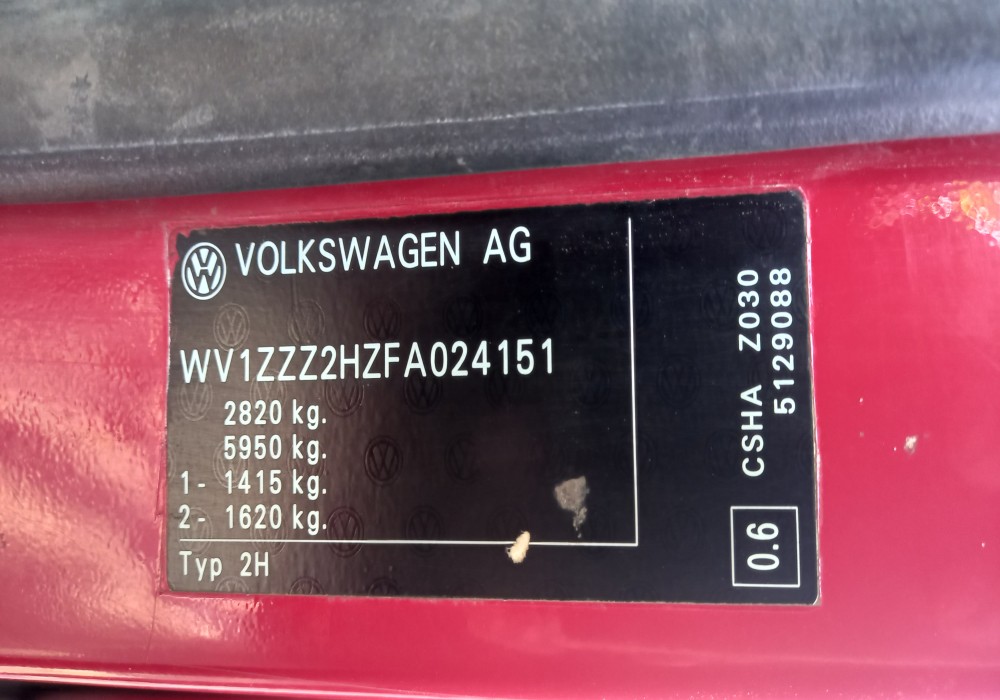 VOLKSWAGEN AG
WV1ZZZ2HZFA024151
2820 kg.
5950 kg.
1- 1415 kg.
2- 1620 kg.
Typ 2H
CSHA Z030
5129088
0.6